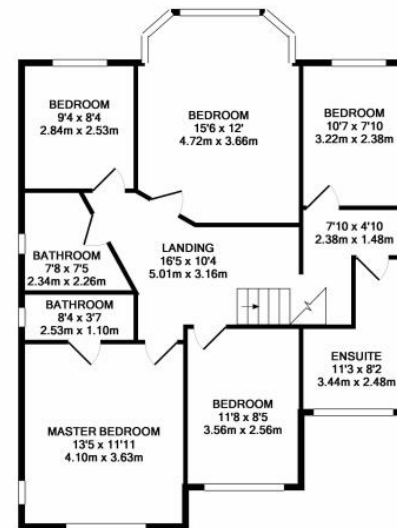 BEDROOM
9'4 x 8'4
2.84m x 2.53m
BEDROOM
15'6 x 12'
4.72m x 3.66m
BEDROOM
10'7 x 7'10
3.22m x 2.38m
BATHROOM
7'8 x 7'5
2.34m x 2.26m
LANDING
16'5 x 10'4
5.01m x 3.16m
7'10 x 4'10
2.38m x 1.48m
BATHROOM
8'4 x 3'7
2.53m x 1.10m
MASTER BEDROOM
13'5 x 11'11
4.10m x 3.63m
BEDROOM
11'8 x 8'5
3.56m x 2.56m
ENSUITE
11'3 x 8'2
3.44m x 2.48m